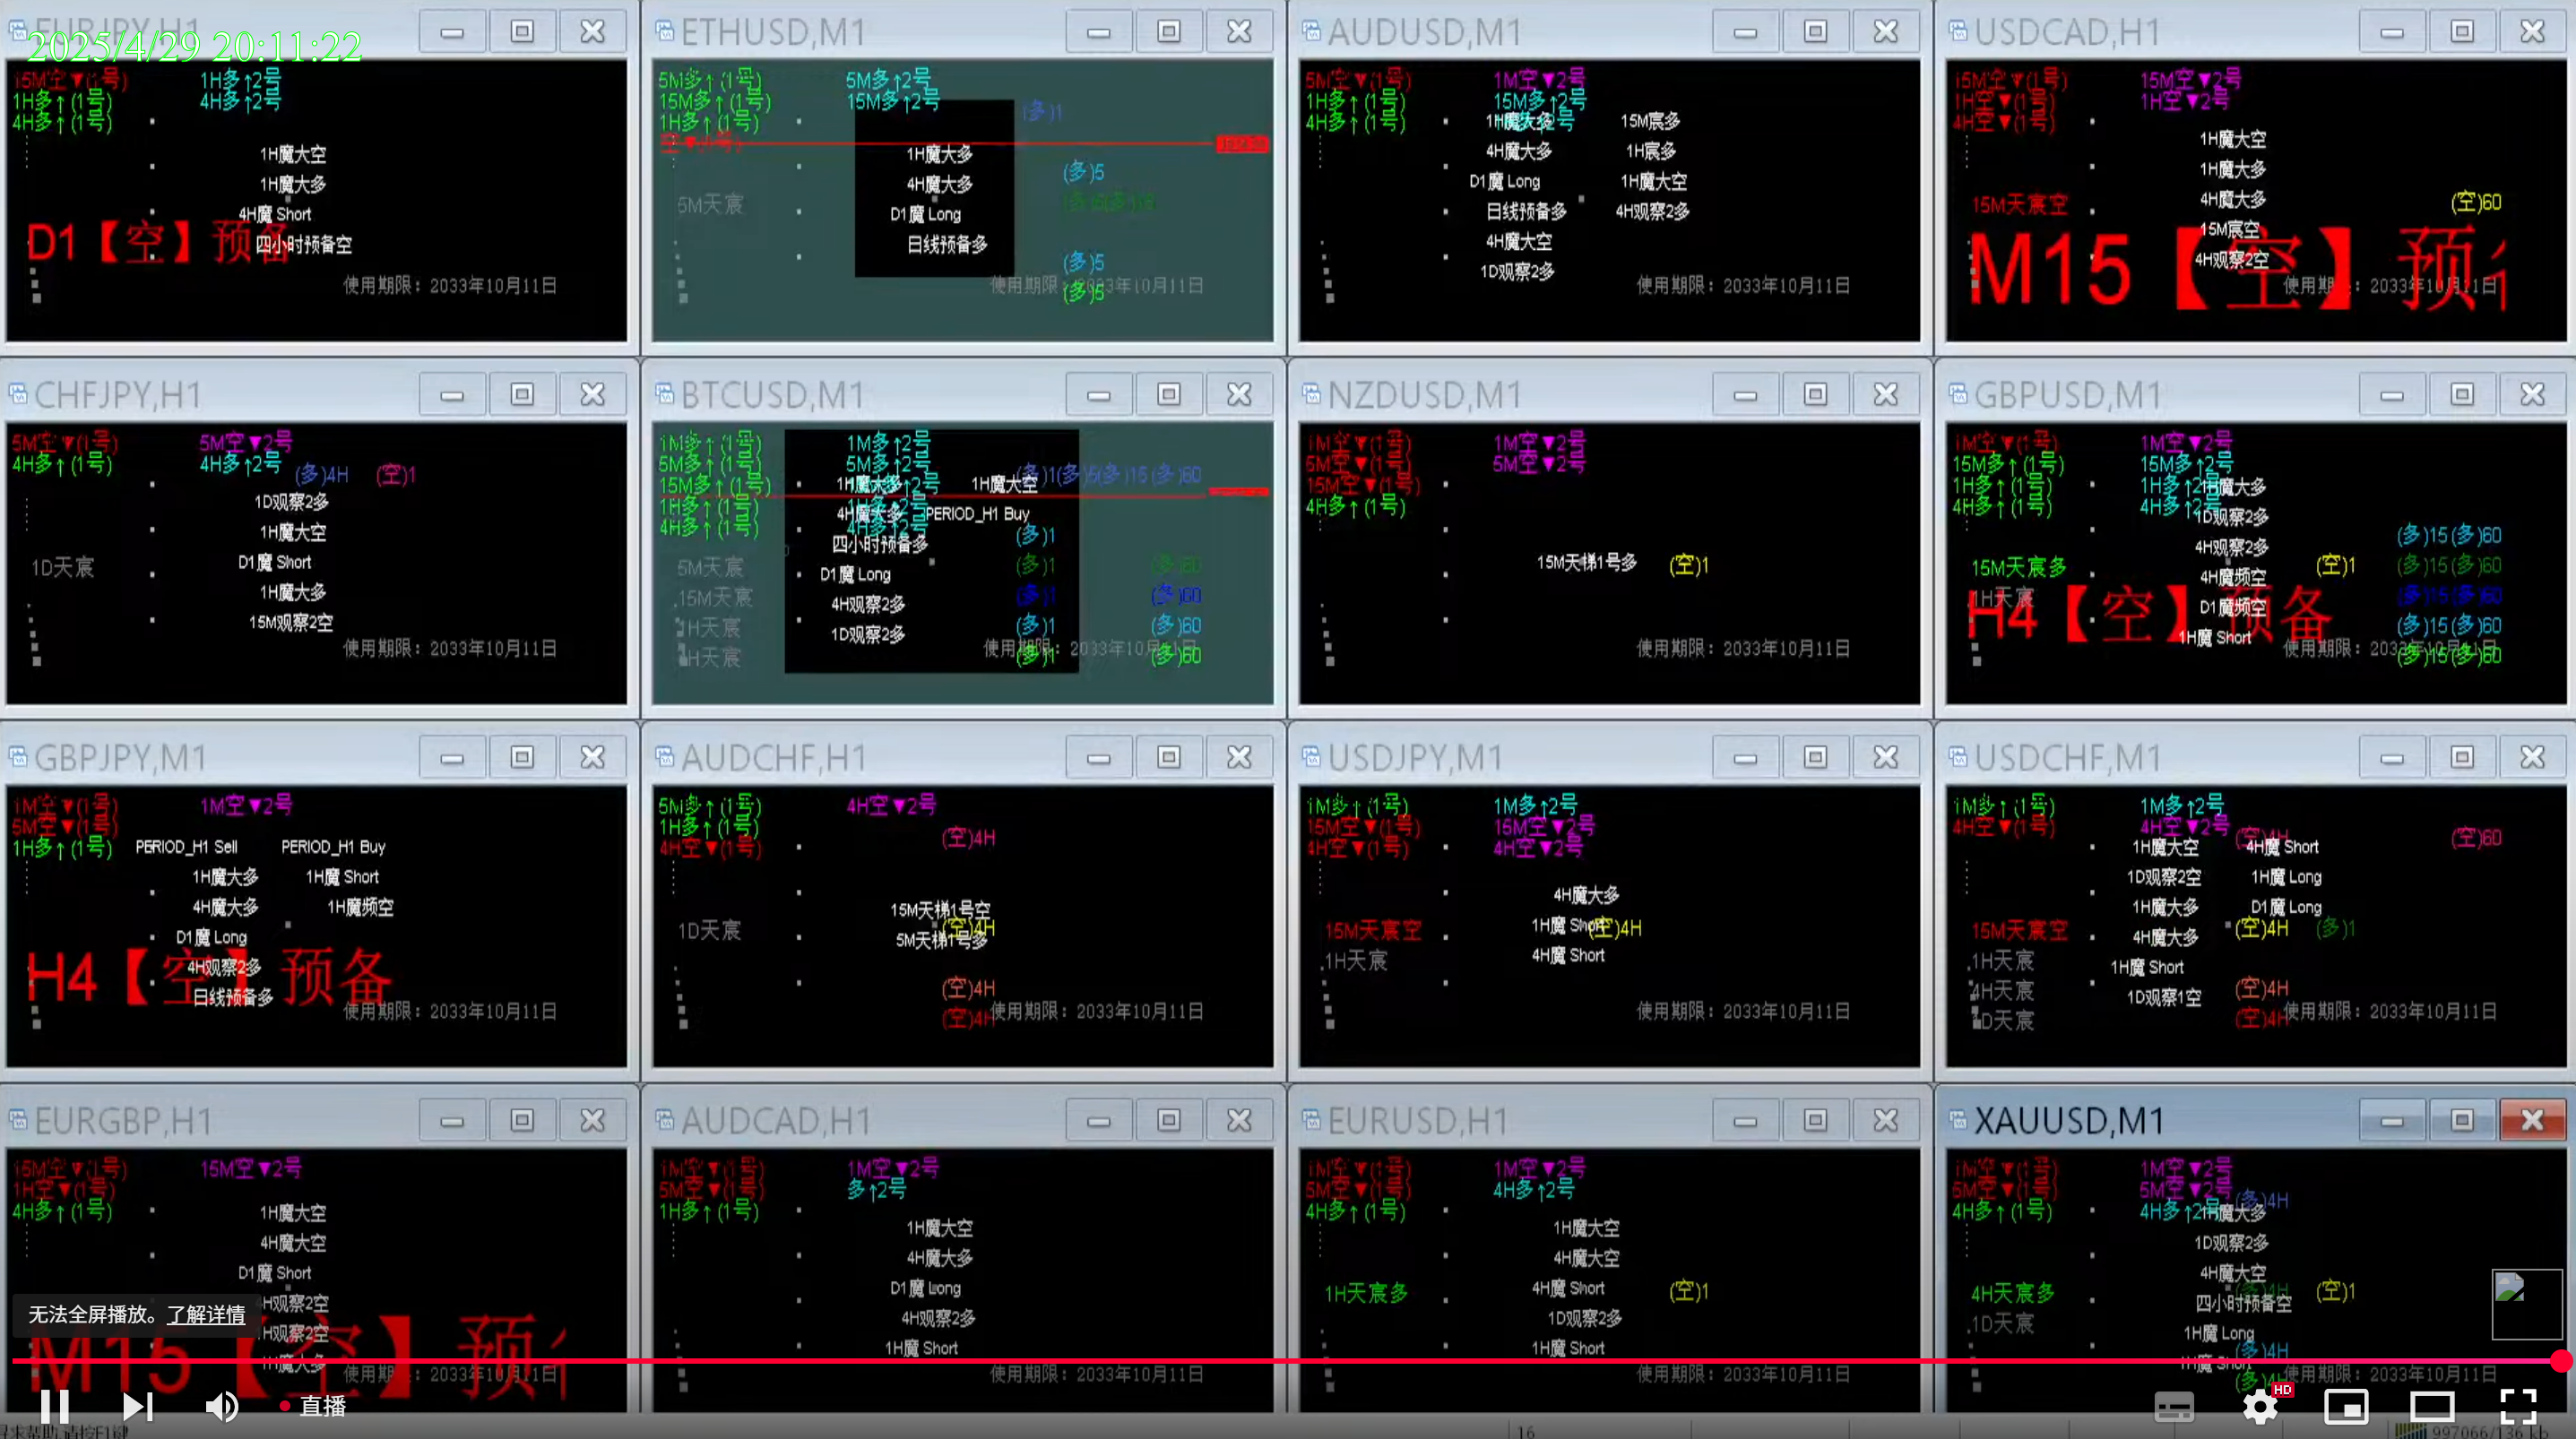 EURJPY,H1
2025/4/29 20:11:22
15M空▼(1号)
1H多↑2号
1H多↑(1号)
4H多↑2号
4H多↑(1号)
1H魔大空
1H魔大多
4H魔 Short
四小时预备空
D1【空】预备
使用期限：2033年10月11日
ETHUSD,M1
5M多↑(1号)
5M多↑2号
15M多↑(1号)
15M多↑2号
1H多↑(1号)
(多)1
空▼(1号)
1H魔大多
(多)5
4H魔大多
5M天宸
D1魔 Long
日线预备多
(多)5
(多)5
使用期限：2033年10月11日
AUDUSD,M1
5M空▼(1号)
1M空▼2号
1H多↑(1号)
15M多↑2号
4H多↑(1号)
1H魔大多
15M宸多
4H魔大多
1H宸多
D1魔 Long
1H魔大空
日线预备多
4H观察2多
4H魔大空
1D观察2多
使用期限：2033年10月11日
USDCAD,H1
15M空▼(1号)
15M空▼2号
1H空▼(1号)
1H空▼2号
4H空▼(1号)
1H魔大空
1H魔大多
4H魔大多
15M天宸空
(空)60
15M宸空
4H观察2空
M15【空】预
使用期限：2033年10月11日
CHFJPY,H1
5M空▼(1号)
5M空▼2号
4H多↑(1号)
4H多↑2号
(多)4H
(空)1
1D观察2多
1H魔大空
1D天宸
D1魔 Short
1H魔大多
15M观察2空
使用期限：2033年10月11日
BTCUSD,M1
1M多↑(1号)
1M多↑2号
5M多↑(1号)
5M多↑2号
(多)1(多)5(多)15(多)60
15M多↑(1号)
1H魔大多
1H魔大空
1H多↑(1号)
4H魔大多
PERIOD_H1 Buy
4H多↑(1号)
四小时预备多
(多)1
5M天宸
D1魔 Long
(多)1
(多)60
15M天宸
4H观察2多
(多)1
(多)60
1H天宸
1D观察2多
(多)1
(多)60
H天宸
(多)1
(多)60
使用期限：2033年10月11日
NZDUSD,M1
1M空▼(1号)
1M空▼2号
5M空▼(1号)
5M空▼2号
15M空▼(1号)
4H多↑(1号)
15M天梯1号多
(空)1
使用期限：2033年10月11日
GBPUSD,M1
1M空▼(1号)
1M空▼2号
15M多↑(1号)
15M多↑2号
1H多↑(1号)
1H多↑2号
1H魔大多
4H多↑(1号)
4H多↑2号
1D观察2多
4H观察2多
(多)15(多)60
15M天宸多
4H魔频空
(空)1
(多)15(多)60
1H天宸
D1魔频空
(多)15(多)60
H4【空】预备
1H魔 Short
(多)15(多)60
(多)15(多)60
使用期限：2033年10月11日
GBPJPY,M1
1M空▼(1号)
1M空▼2号
5M空▼(1号)
1H多↑(1号)
PERIOD_H1 Sell
PERIOD_H1 Buy
1H魔大多
1H魔 Short
4H魔大多
1H魔频空
D1魔 Long
4H观察2多
日线预备多
H4【空】预备
使用期限：2033年10月11日
AUDCHF,H1
5M多↑(1号)
4H空▼2号
1H多↑(1号)
4H空▼(1号)
(空)4H
15M天梯1号空
1D天宸
(空)4H
5M天梯1号多
(空)4H
(空)4H
使用期限：2033年10月11日
USDJPY,M1
1M多↑(1号)
1M多↑2号
15M空▼(1号)
15M空▼2号
4H空▼(1号)
4H空▼2号
4H魔大多
15M天宸空
1H魔 Short
(空)4H
1H天宸
4H魔 Short
使用期限：2033年10月11日
USDCHF,M1
1M多↑(1号)
1M多↑2号
4H空▼(1号)
4H空▼2号
(空)4H
(空)60
1H魔大空
4H魔 Short
1D观察2空
1H魔 Long
1H魔大多
D1魔 Long
15M天宸空
4H魔大多
(空)4H
(多)1
1H天宸
1H魔 Short
4H天宸
1D观察1空
(空)4H
1D天宸
(空)4H
使用期限：2033年10月11日
EURGBP,H1
15M空▼(1号)
15M空▼2号
1H空▼(1号)
4H多↑(1号)
1H魔大空
4H魔大空
D1魔 Short
4H观察2空
1H观察2空
1H魔大多
M15【空】预
使用期限：2033年10月11日
无法全屏播放。了解详情
AUDCAD,H1
1M空▼(1号)
1M空▼2号
5M空▼(1号)
多↑2号
1H多↑(1号)
1H魔大空
4H魔大多
D1魔 Long
4H观察2多
1H魔 Short
使用期限：2033年10月11日
EURUSD,H1
1M空▼(1号)
1M空▼2号
5M空▼(1号)
4H多↑2号
4H多↑(1号)
1H魔大空
4H魔大空
1H天宸多
4H魔 Short
(空)1
1D观察2多
1H魔 Short
使用期限：2033年10月11日
XAUUSD,M1
1M空▼(1号)
1M空▼2号
5M空▼(1号)
5M空▼2号
(多)4H
4H多↑(1号)
4H多↑2号
1H魔大多
1D观察2多
4H魔大空
4H天宸多
四小时预备空
(空)1
1D天宸
1H魔 Long
(多)4H
1H魔 Short
(多)4H
使用期限：2033年10月11日
直播
HD
16
997066/136 kb